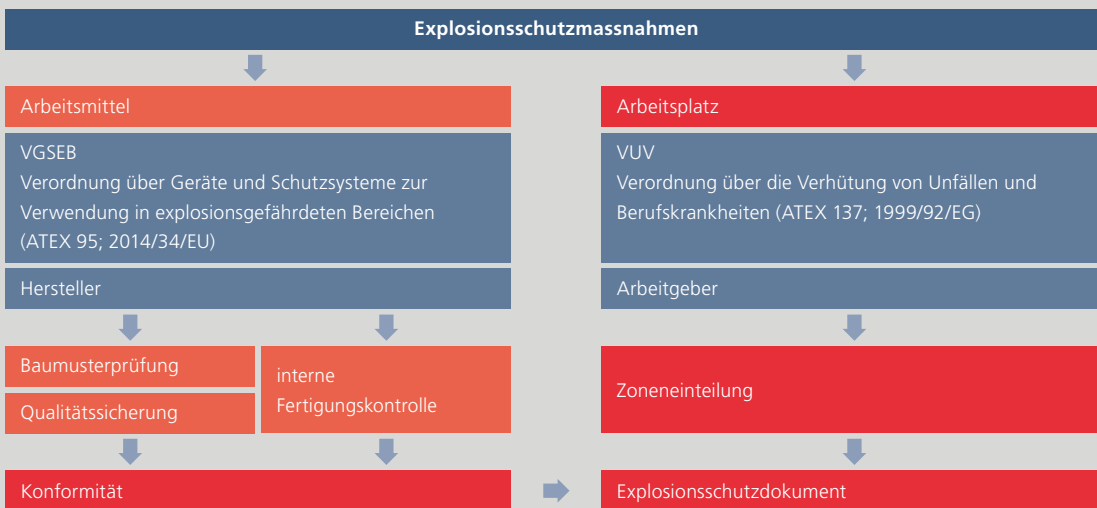 Explosionsschutzmassnahmen
Arbeitsmittel
VGSEB
Verordnung über Geräte und Schutzsysteme zur
Verwendung in explosionsgefährdeten Bereichen
(ATEX 95; 2014/34/EU)
Hersteller
Baumusterprüfung
Qualitätssicherung
interne
Fertigungskontrolle
Konformität
Arbeitsplatz
VUV
Verordnung über die Verhütung von Unfällen und
Berufskrankheiten (ATEX 137; 1999/92/EG)
Arbeitgeber
Zoneneinteilung
Explosionsschutzdokument